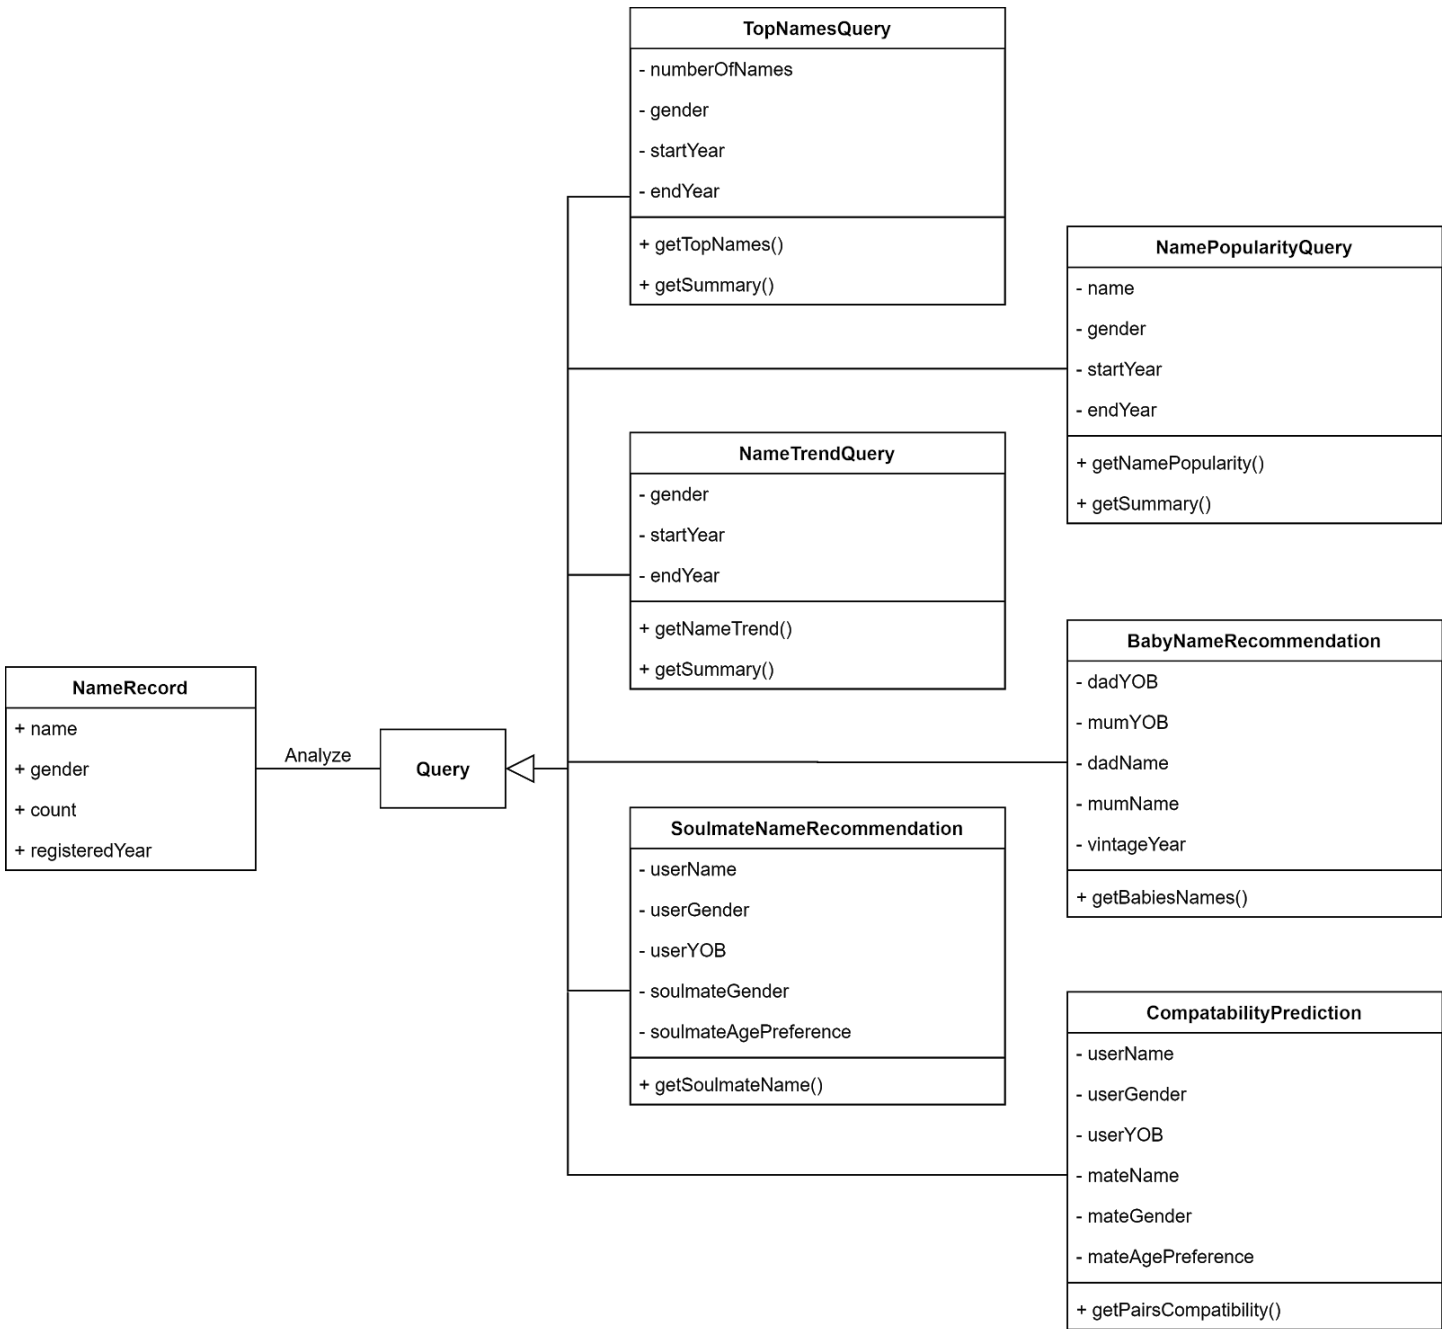 TopNamesQuery
- numberOfNames
- gender
- startYear
- endYear
+ getTopNames()
+ getSummary()
NamePopularityQuery
- name
- gender
- startYear
- endYear
+ getNamePopularity()
+ getSummary()
NameTrendQuery
- gender
- startYear
- endYear
+ getNameTrend()
+ getSummary()
BabyNameRecommendation
- dadYOB
- mumYOB
- dadName
- mumName
- vintageYear
+ getBabiesNames()
NameRecord
+ name
+ gender
+ count
+ registeredYear
Analyze
Query
SoulmateNameRecommendation
- userName
- userGender
- userYOB
- soulmateGender
- soulmateAgePreference
+ getSoulmateName()
CompatabilityPrediction
- userName
- userGender
- userYOB
- mateName
- mateGender
- mateAgePreference
+ getPairsCompatibility()